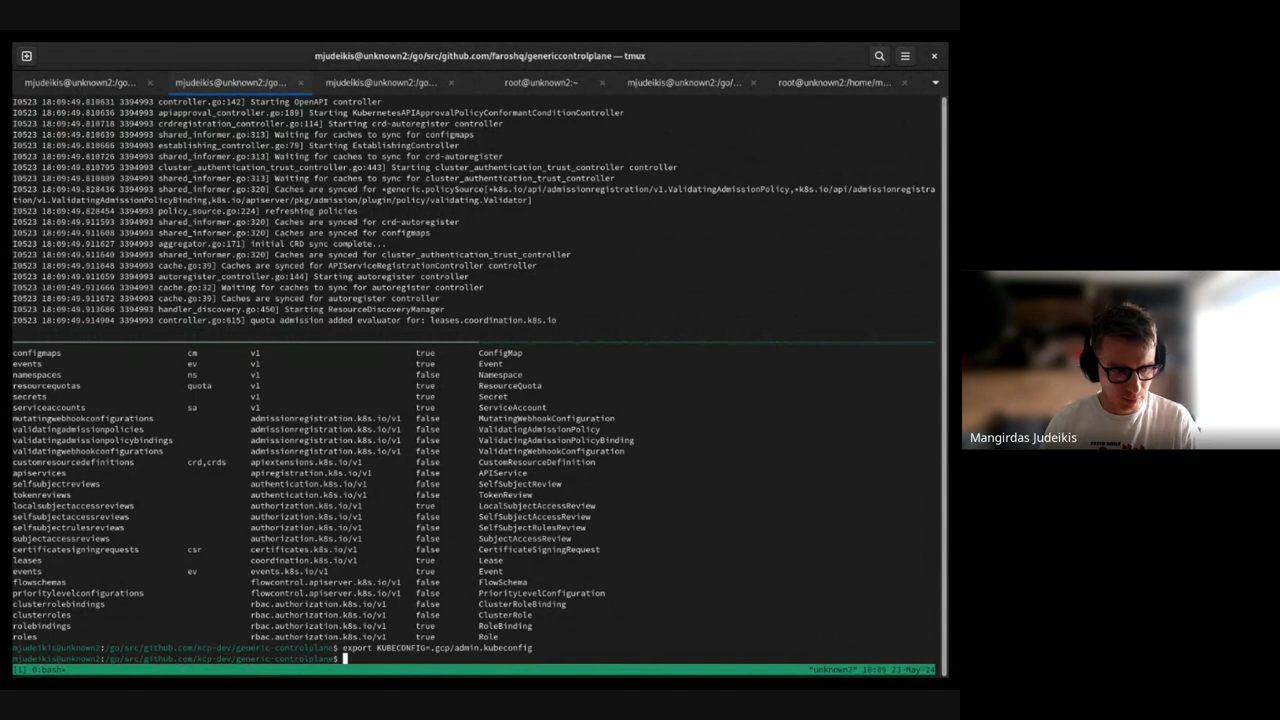 mjudeikis@unknown2:/go/src/github.com/faroshq/genericcontrolplane — tmux
mjudeikis@unknown2:/go... × mjudeikis@unknown2:/go... × mjudeikis@unknown2:/go... × root@unknown2:~ × mjudeikis@unknown2:/go/... × root@unknown2:/home/m... ×
I0523 18:09:49.810631 3394993 controller.go:142] Starting OpenAPI controller
I0523 18:09:49.810636 3394993 apiapproval_controller.go:189] Starting KubernetesAPIApprovalPolicyConformantConditionController
I0523 18:09:49.810718 3394993 crdregistration_controller.go:114] Starting crd-autoregister controller
I0523 18:09:49.810639 3394993 shared_informer.go:313] Waiting for caches to sync for configmaps
I0523 18:09:49.810666 3394993 establishing_controller.go:79] Starting EstablishingController
I0523 18:09:49.810726 3394993 shared_informer.go:313] Waiting for caches to sync for crd-autoregister
I0523 18:09:49.810795 3394993 cluster_authentication_trust_controller.go:443] Starting cluster_authentication_trust_controller controller
I0523 18:09:49.810809 3394993 shared_informer.go:313] Waiting for caches to sync for cluster_authentication_trust_controller
I0523 18:09:49.828436 3394993 shared_informer.go:320] Caches are synced for *generic.policySource[*k8s.io/api/admissionregistration/v1.ValidatingAdmissionPolicy,*k8s.io/api/admissionregistra
tion/v1.ValidatingAdmissionPolicyBinding,k8s.io/apiserver/pkg/admission/plugin/policy/validating.Validator]
I0523 18:09:49.828454 3394993 policy_source.go:224] refreshing policies
I0523 18:09:49.911593 3394993 shared_informer.go:320] Caches are synced for crd-autoregister
I0523 18:09:49.911608 3394993 shared_informer.go:320] Caches are synced for configmaps
I0523 18:09:49.911627 3394993 aggregator.go:171] initial CRD sync complete...
I0523 18:09:49.911640 3394993 shared_informer.go:320] Caches are synced for cluster_authentication_trust_controller
I0523 18:09:49.911648 3394993 cache.go:39] Caches are synced for APIServiceRegistrationController controller
I0523 18:09:49.911659 3394993 autoregister_controller.go:144] Starting autoregister controller
I0523 18:09:49.911666 3394993 cache.go:32] Waiting for caches to sync for autoregister controller
I0523 18:09:49.911672 3394993 cache.go:39] Caches are synced for autoregister controller
I0523 18:09:49.913686 3394993 handler_discovery.go:450] Starting ResourceDiscoveryManager
I0523 18:09:49.914904 3394993 controller.go:615] quota admission added evaluator for: leases.coordination.k8s.io
configmaps cm v1 true ConfigMap
events ev v1 true Event
namespaces ns v1 false Namespace
resourcequotas quota v1 true ResourceQuota
secrets v1 true Secret
serviceaccounts sa v1 true ServiceAccount
mutatingwebhookconfigurations admissionregistration.k8s.io/v1 false MutatingWebhookConfiguration
validatingadmissionpolicies admissionregistration.k8s.io/v1 false ValidatingAdmissionPolicy
validatingadmissionpolicybindings admissionregistration.k8s.io/v1 false ValidatingAdmissionPolicyBinding
validatingwebhookconfigurations admissionregistration.k8s.io/v1 false ValidatingWebhookConfiguration
customresourcedefinitions crd,crds apiextensions.k8s.io/v1 false CustomResourceDefinition
apiservices apiregistration.k8s.io/v1 false APIService
selfsubjectreviews authentication.k8s.io/v1 false SelfSubjectReview
tokenreviews authentication.k8s.io/v1 false TokenReview
localsubjectaccessreviews authorization.k8s.io/v1 true LocalSubjectAccessReview
selfsubjectaccessreviews authorization.k8s.io/v1 false SelfSubjectAccessReview
selfsubjectrulesreviews authorization.k8s.io/v1 false SelfSubjectRulesReview
subjectaccessreviews authorization.k8s.io/v1 false SubjectAccessReview
certificatesigningrequests csr certificates.k8s.io/v1 false CertificateSigningRequest
leases coordination.k8s.io/v1 true Lease
events ev events.k8s.io/v1 true Event
flowschemas flowcontrol.apiserver.k8s.io/v1 false FlowSchema
prioritylevelconfigurations flowcontrol.apiserver.k8s.io/v1 false PriorityLevelConfiguration
clusterrolebindings rbac.authorization.k8s.io/v1 false ClusterRoleBinding
clusterroles rbac.authorization.k8s.io/v1 false ClusterRole
rolebindings rbac.authorization.k8s.io/v1 true RoleBinding
roles rbac.authorization.k8s.io/v1 true Role
mjudeikis@unknown2:/go/src/github.com/kcp-dev/generic-controlplane$ export KUBECONFIG=.gcp/admin.kubeconfig
mjudeikis@unknown2:/go/src/github.com/kcp-dev/generic-controlplane$
[1] 0:bash* "unknown2" 18:09 23-May-24
Mangirdas Judeikis